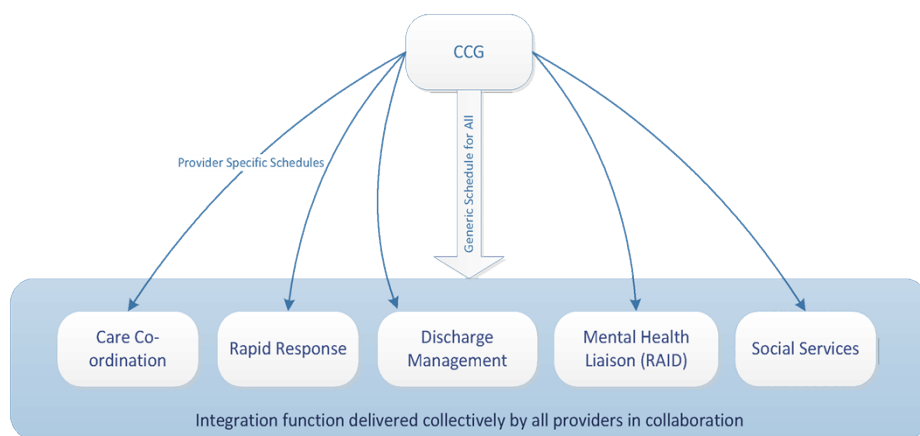 CCG
Provider Specific Schedules
Generic Schedule for All
Care Co-
ordination
Rapid Response
Discharge
Management
Mental Health
Liaison (RAID)
Social Services
Integration function delivered collectively by all providers in collaboration